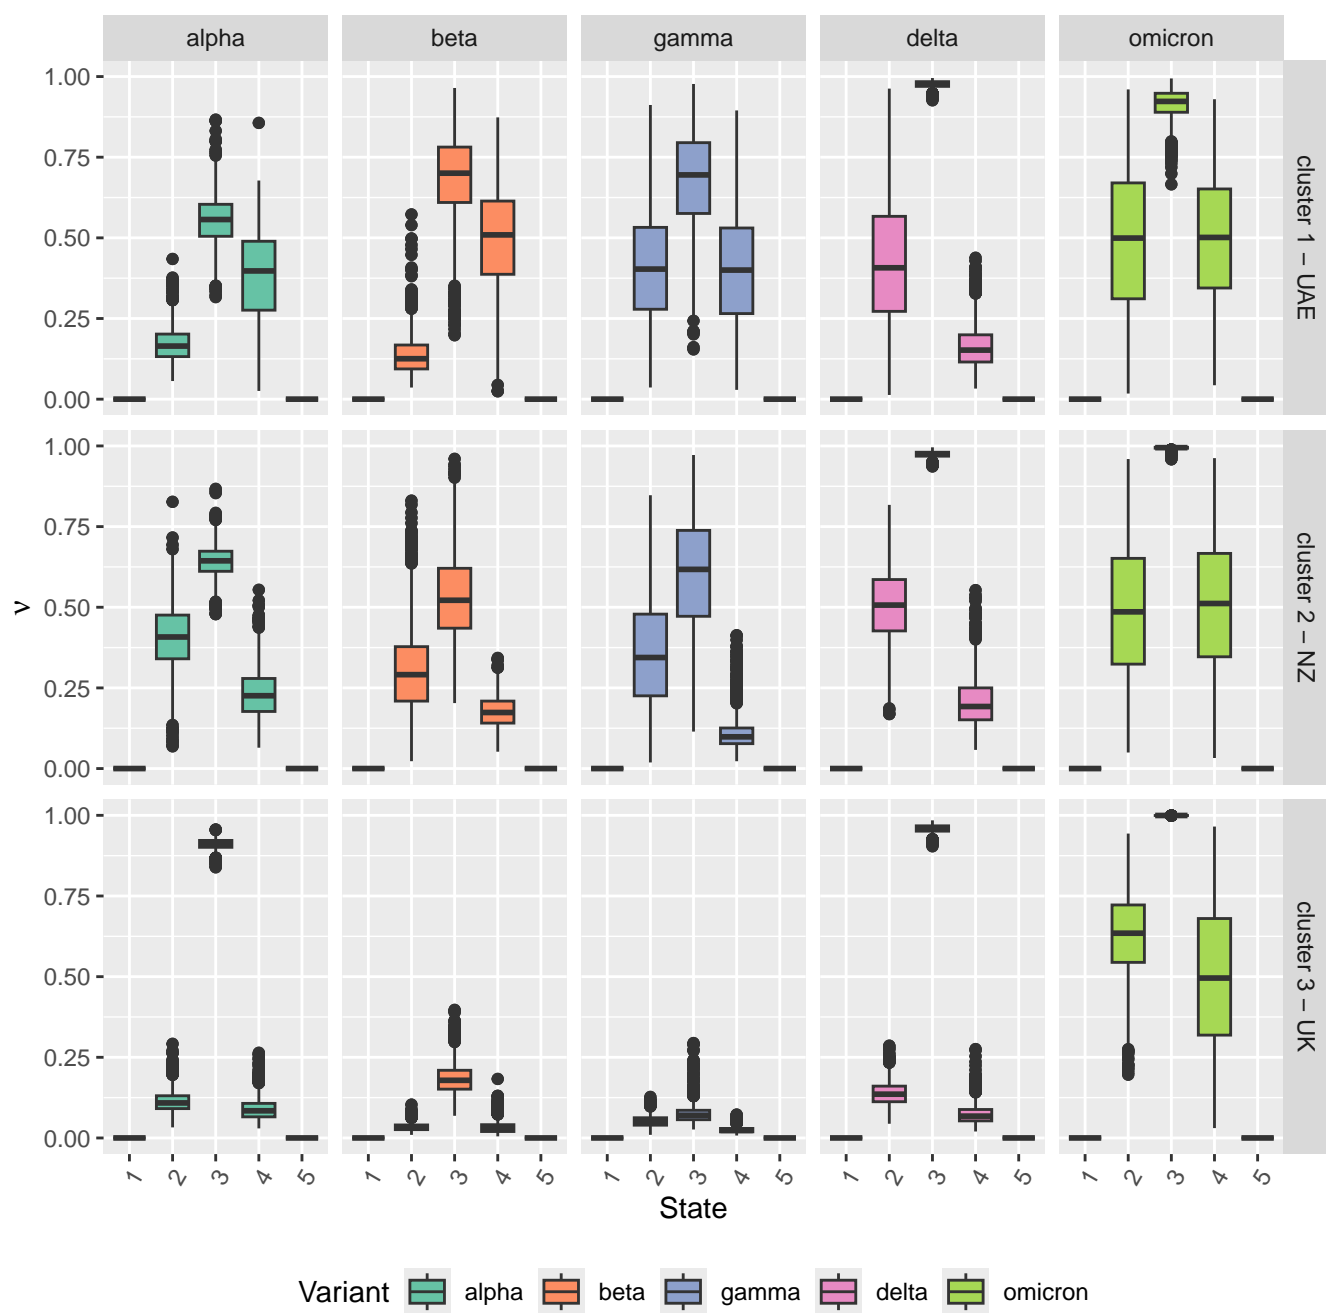 alpha beta gamma delta omicron
1.00
0.75
0.50
0.25
0.00
cluster 1 – UAE
1.00
0.75
0.50
0.25
0.00
cluster 2 – NZ
ν
1.00
0.75
0.50
0.25
0.00
cluster 3 – UK
1 2 3 4 5 1 2 3 4 5 1 2 3 4 5 1 2 3 4 5 1 2 3 4 5
State
Variant alpha beta gamma delta omicron